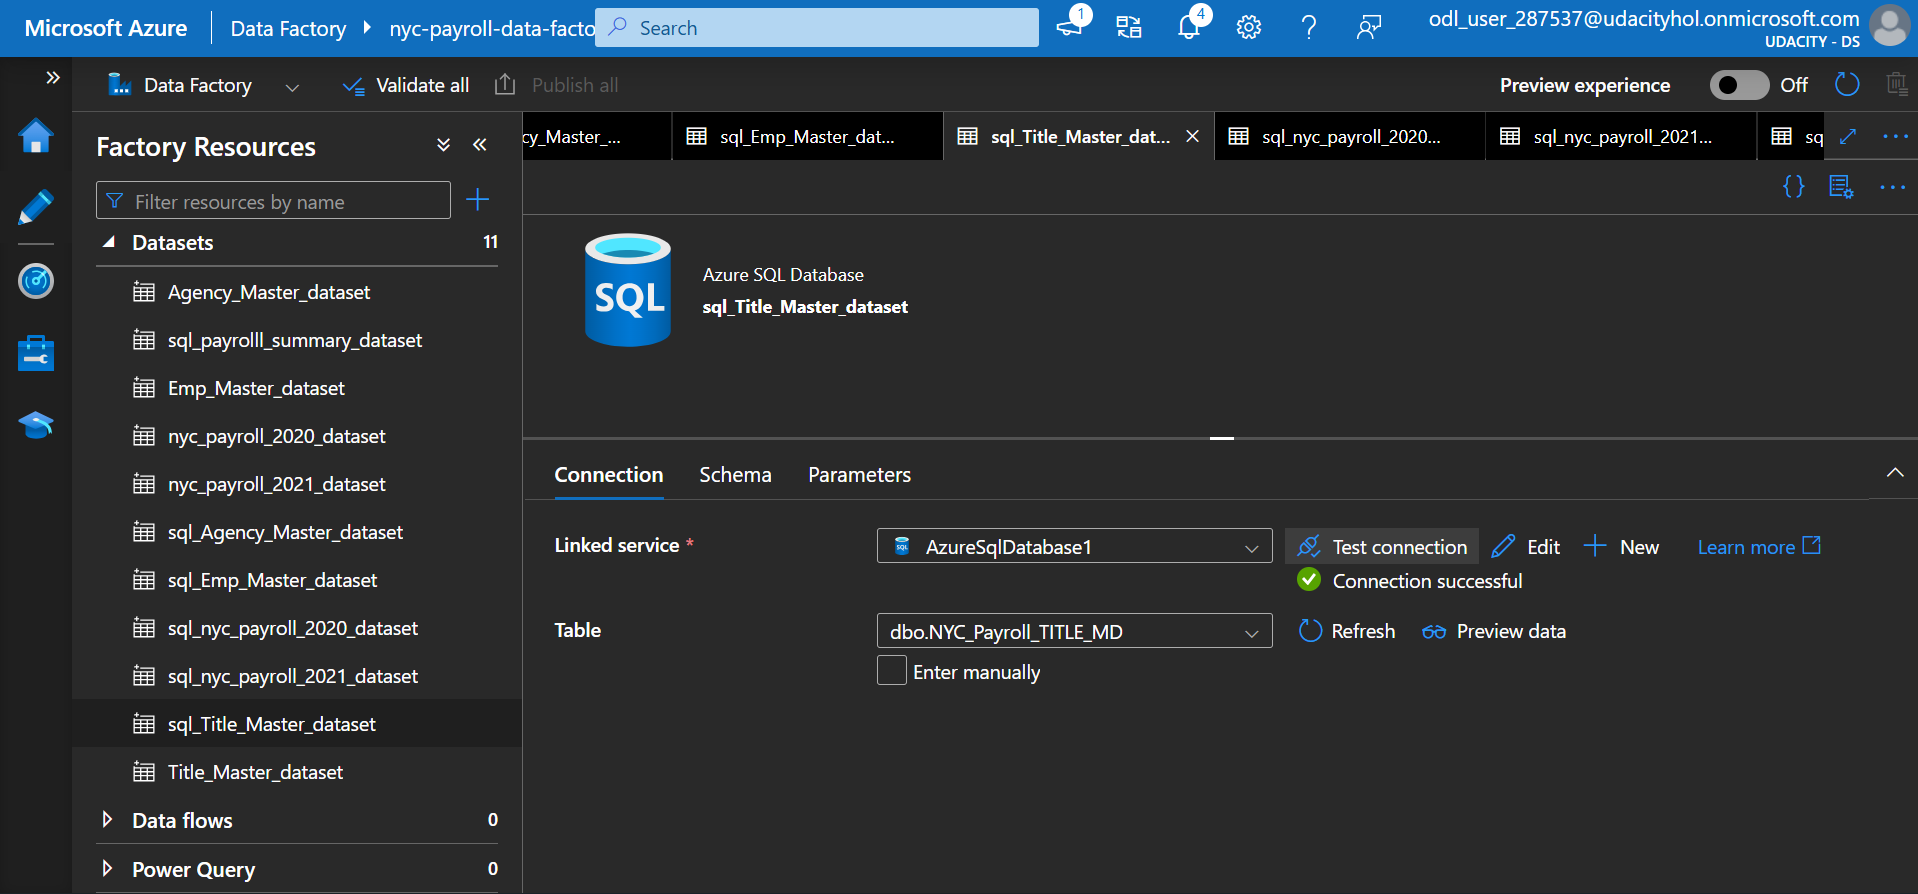 Microsoft Azure
Data Factory
nyc-payroll-data-facto
Search
1
4
odl_user_287537@udacityhol.onmicrosoft.com
UDACITY - DS
Data Factory
Validate all
Publish all
Preview experience
Off
Factory Resources
cy_Master_...
sql_Emp_Master_dat...
sql_Title_Master_dat...
sql_nyc_payroll_2020...
sql_nyc_payroll_2021...
sq
Filter resources by name
Datasets
11
Agency_Master_dataset
sql_payrolll_summary_dataset
Emp_Master_dataset
nyc_payroll_2020_dataset
nyc_payroll_2021_dataset
sql_Agency_Master_dataset
sql_Emp_Master_dataset
sql_nyc_payroll_2020_dataset
sql_nyc_payroll_2021_dataset
sql_Title_Master_dataset
Title_Master_dataset
Data flows
0
Power Query
0
SQL
Azure SQL Database
sql_Title_Master_dataset
Connection
Schema
Parameters
Linked service *
SQL
AzureSqlDatabase1
Test connection
Edit
New
Learn more
Connection successful
Table
dbo.NYC_Payroll_TITLE_MD
Refresh
Preview data
Enter manually